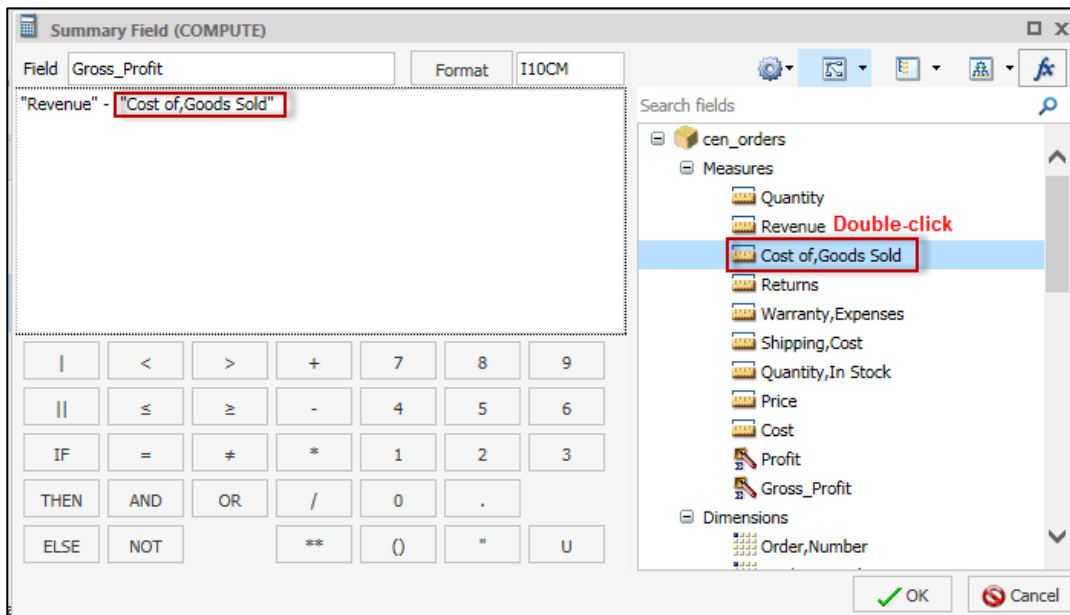 Summary Field (COMPUTE)
Field Gross_Profit Format I10CM
fx
"Revenue" - "Cost of,Goods Sold"
Search fields
cen_orders
Measures
Quantity
Revenue Double-click
Cost of,Goods Sold
Returns
Warranty,Expenses
Shipping,Cost
Quantity,In Stock
Price
Cost
Profit
Gross_Profit
Dimensions
Order,Number
| < > + 7 8 9
|| ≤ ≥ - 4 5 6
IF = ≠ * 1 2 3
THEN AND OR / 0 .
ELSE NOT ** () " U
OK Cancel